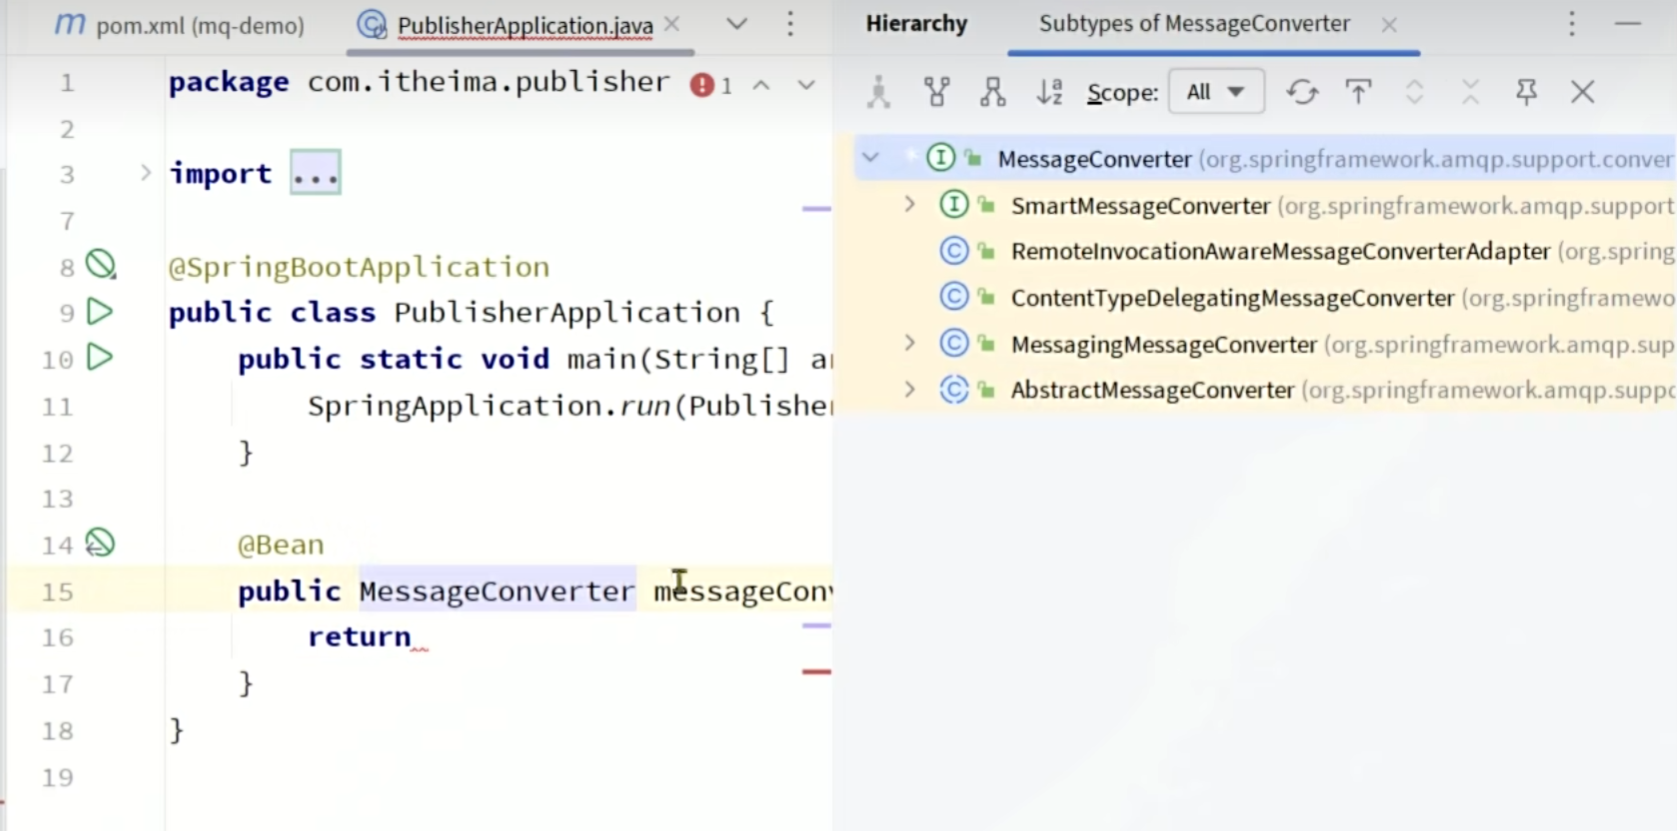 pom.xml (mq-demo)
PublisherApplication.java
1 package com.itheima.publisher
1
2
3 import ...
7
8 @SpringBootApplication
9 public class PublisherApplication {
10 public static void main(String[]
11 SpringApplication.run(
12 }
13
14 @Bean
15 public MessageConverter
16 return
17 }
18 }
19
Hierarchy
Subtypes of MessageConverter
Scope: All
MessageConverter (org.springframework.amqp.support.conver
SmartMessageConverter (org.springframework.amqp.support
RemoteInvocationAwareMessageConverterAdapter (org.spring
ContentTypeDelegatingMessageConverter (org.springframewo
MessagingMessageConverter (org.springframework.amqp.sup
AbstractMessageConverter (org.springframework.amqp.suppo